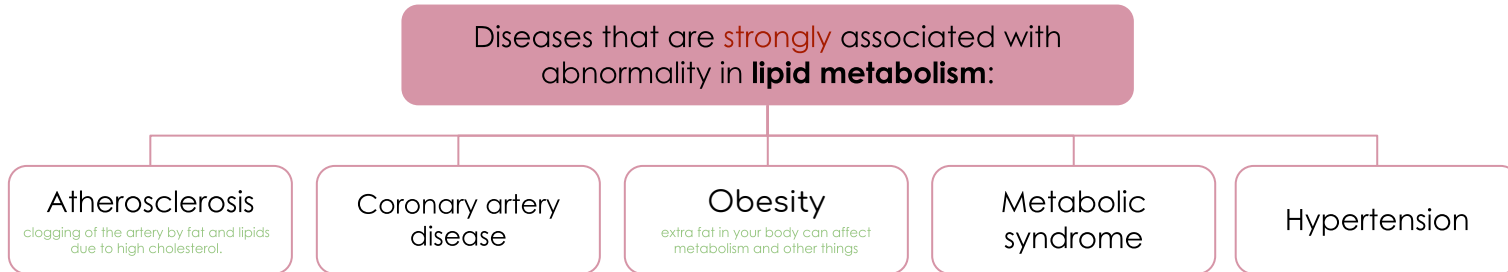 Diseases that are strongly associated with
abnormality in lipid metabolism:
Atherosclerosis
clogging of the artery by fat and lipids
due to high cholesterol.
Coronary artery
disease
Obesity
extra fat in your body can affect
metabolism and other things
Metabolic
syndrome
Hypertension